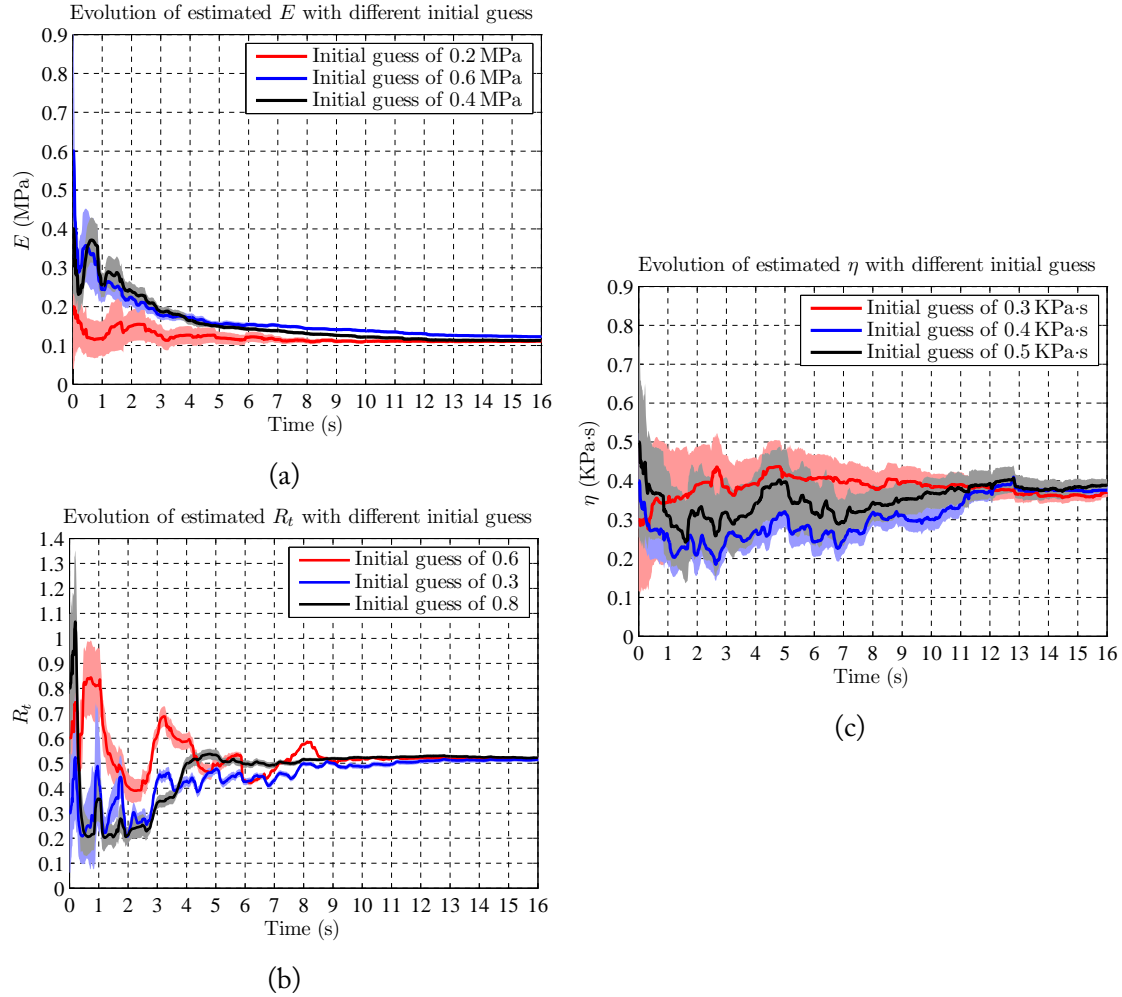 Evolution of estimated E with different initial guess
0.9
0.8
0.7
0.6
0.5
0.4
0.3
0.2
0.1
0
E (MPa)
Initial guess of 0.2 MPa
Initial guess of 0.6 MPa
Initial guess of 0.4 MPa
0 1 2 3 4 5 6 7 8 9 10 11 12 13 14 15 16
Time (s)
(a)
Evolution of estimated Rₜ with different initial guess
1.4
1.3
1.2
1.1
1
0.9
0.8
0.7
0.6
0.5
0.4
0.3
0.2
0.1
0
Rₜ
Initial guess of 0.6
Initial guess of 0.3
Initial guess of 0.8
0 1 2 3 4 5 6 7 8 9 10 11 12 13 14 15 16
Time (s)
(b)
Evolution of estimated η with different initial guess
0.9
0.8
0.7
0.6
0.5
0.4
0.3
0.2
0.1
0
η (KPa·s)
Initial guess of 0.3 KPa·s
Initial guess of 0.4 KPa·s
Initial guess of 0.5 KPa·s
0 1 2 3 4 5 6 7 8 9 10 11 12 13 14 15 16
Time (s)
(c)